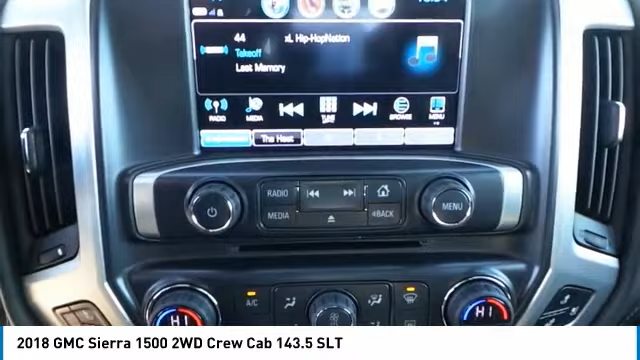 44 xL Hip-HopNation
Takeoff
Last Memory
RADIO MEDIA TUNE BROWSE MENU
The Heat
RADIO
MEDIA BACK
MENU
A/C
HI HI
2018 GMC Sierra 1500 2WD Crew Cab 143.5 SLT